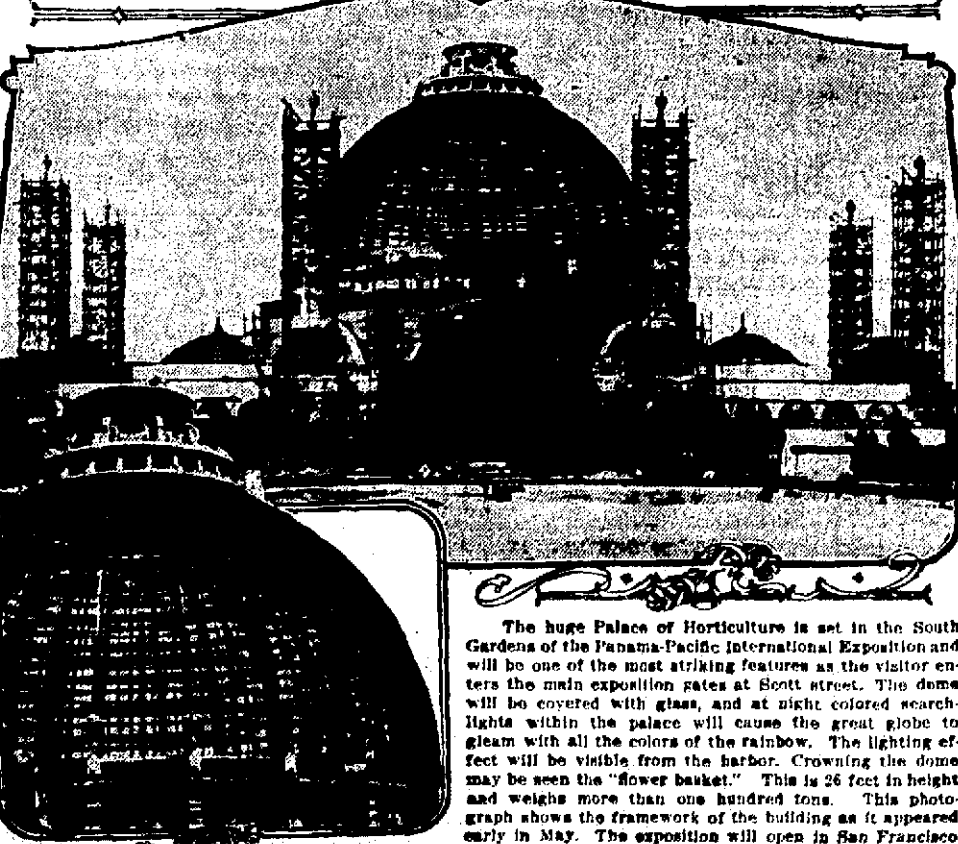 The huge Palace of Horticulture is set in the South
Gardens of the Panama-Pacific International Exposition and
will be one of the most striking features as the visitor en-
ters the main exposition gates at Scott street. The dome
will be covered with glass, and at night colored search-
lights within the palace will cause the great globe to
gleam with all the colors of the rainbow. The lighting ef-
fect will be visible from the harbor. Crowning the dome
may be seen the "flower basket." This is 26 feet in height
and weighs more than one hundred tons. This photo-
graph shows the framework of the building as it appeared
early in May. The exposition will open in San Francisco